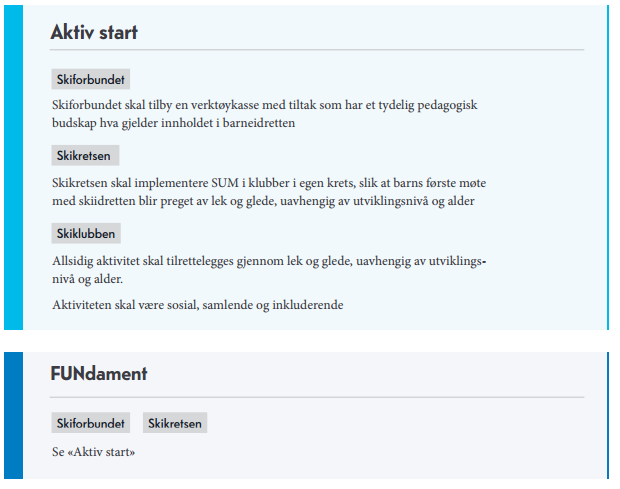 Aktiv start
Skiforbundet
Skiforbundet skal tilby en verktøykasse med tiltak som har et tydelig pedagogisk
budskap hva gjelder innholdet i barneidretten
Skikretsen
Skikretsen skal implementere SUM i klubber i egen krets, slik at barns første møte
med skiidretten blir preget av lek og glede, uavhengig av utviklingsnivå og alder
Skiklubben
Allsidig aktivitet skal tilrettelegges gjennom lek og glede, uavhengig av utviklings-
nivå og alder.
Aktiviteten skal være sosial, samlende og inkluderende
FUNdament
Skiforbundet Skikretsen
Se «Aktiv start»